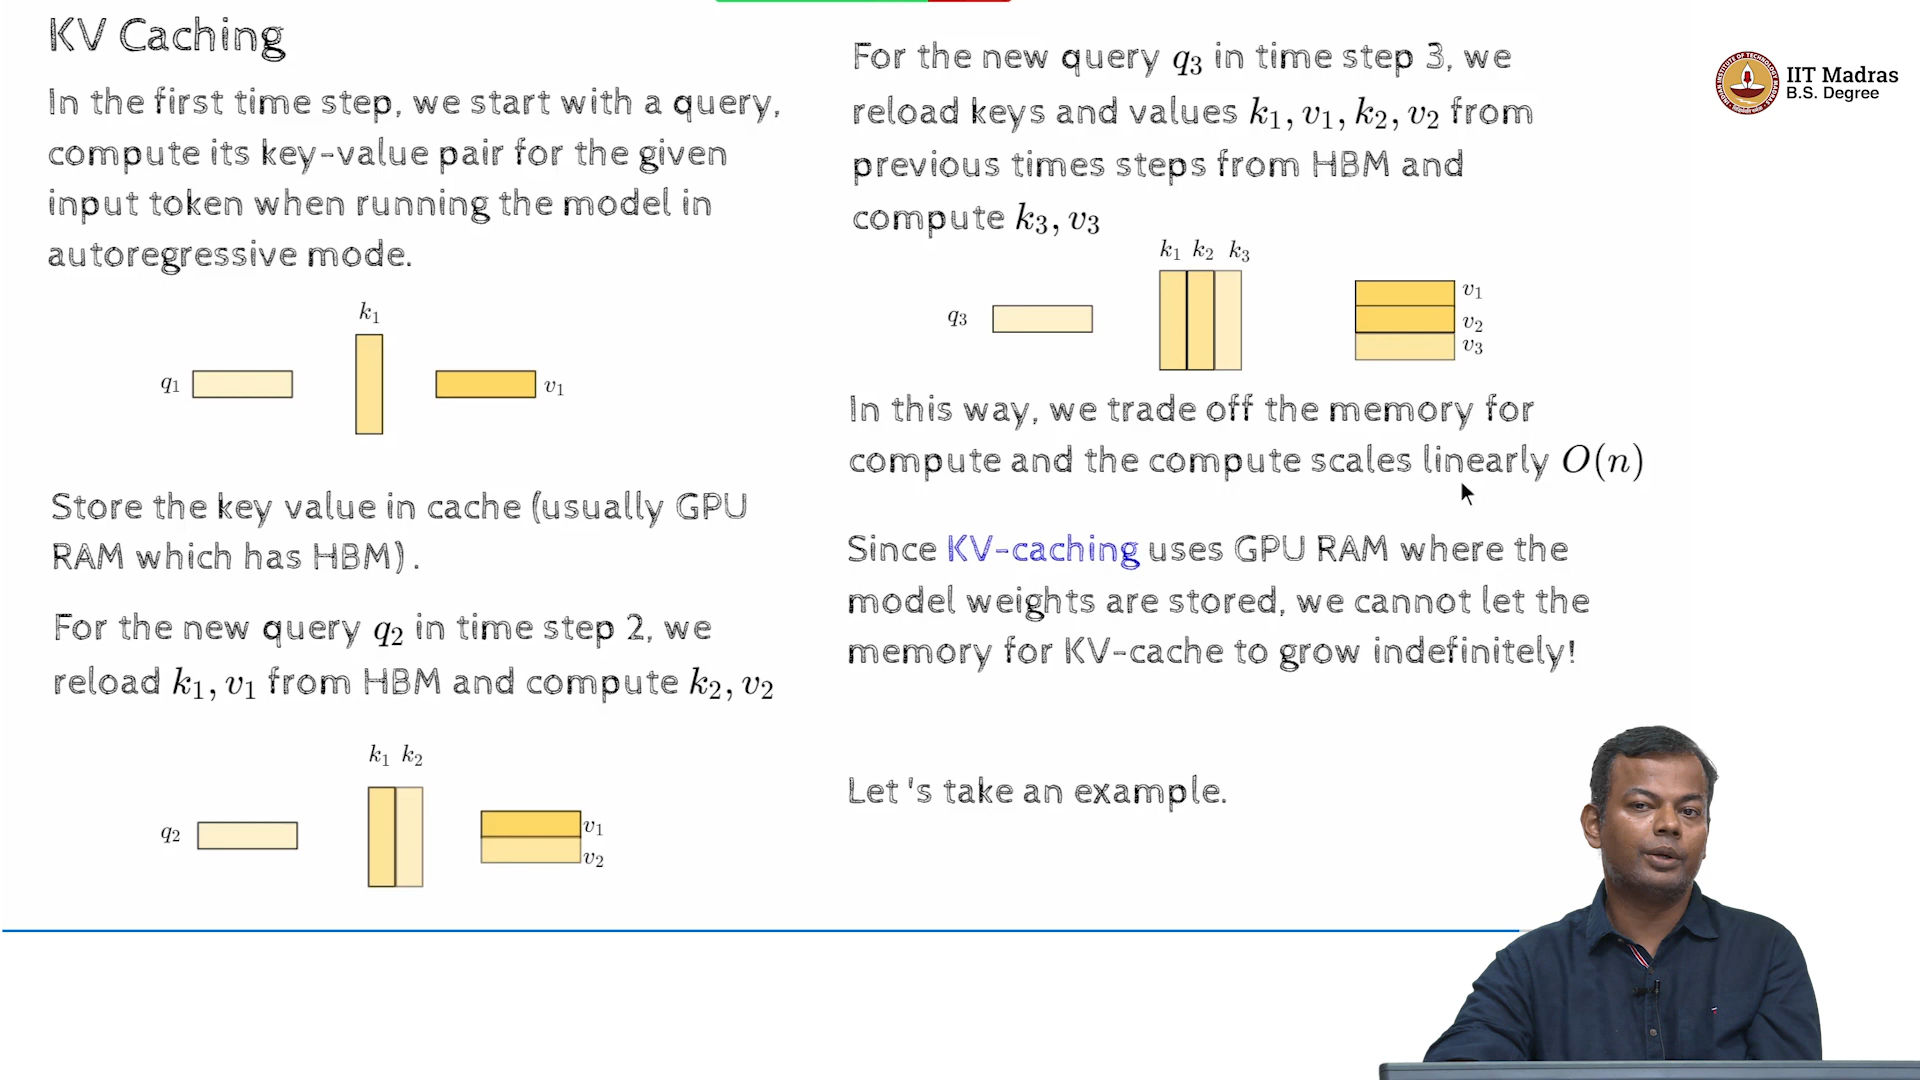 KV Caching
In the first time step, we start with a query,
compute its key-value pair for the given
input token when running the model in
autoregressive mode.
k₁
q₁
v₁
Store the key value in cache (usually GPU
RAM which has HBM).
For the new query q₂ in time step 2, we
reload k₁, v₁ from HBM and compute k₂, v₂
k₁ k₂
q₂
v₁
v₂
For the new query q₃ in time step 3, we
reload keys and values k₁, v₁, k₂, v₂ from
previous times steps from HBM and
compute k₃, v₃
k₁ k₂ k₃
q₃
v₁
v₂
v₃
In this way, we trade off the memory for
compute and the compute scales linearly O(n)
Since KV-caching uses GPU RAM where the
model weights are stored, we cannot let the
memory for KV-cache to grow indefinitely!
Let 's take an example.
IIT Madras
B.S. Degree